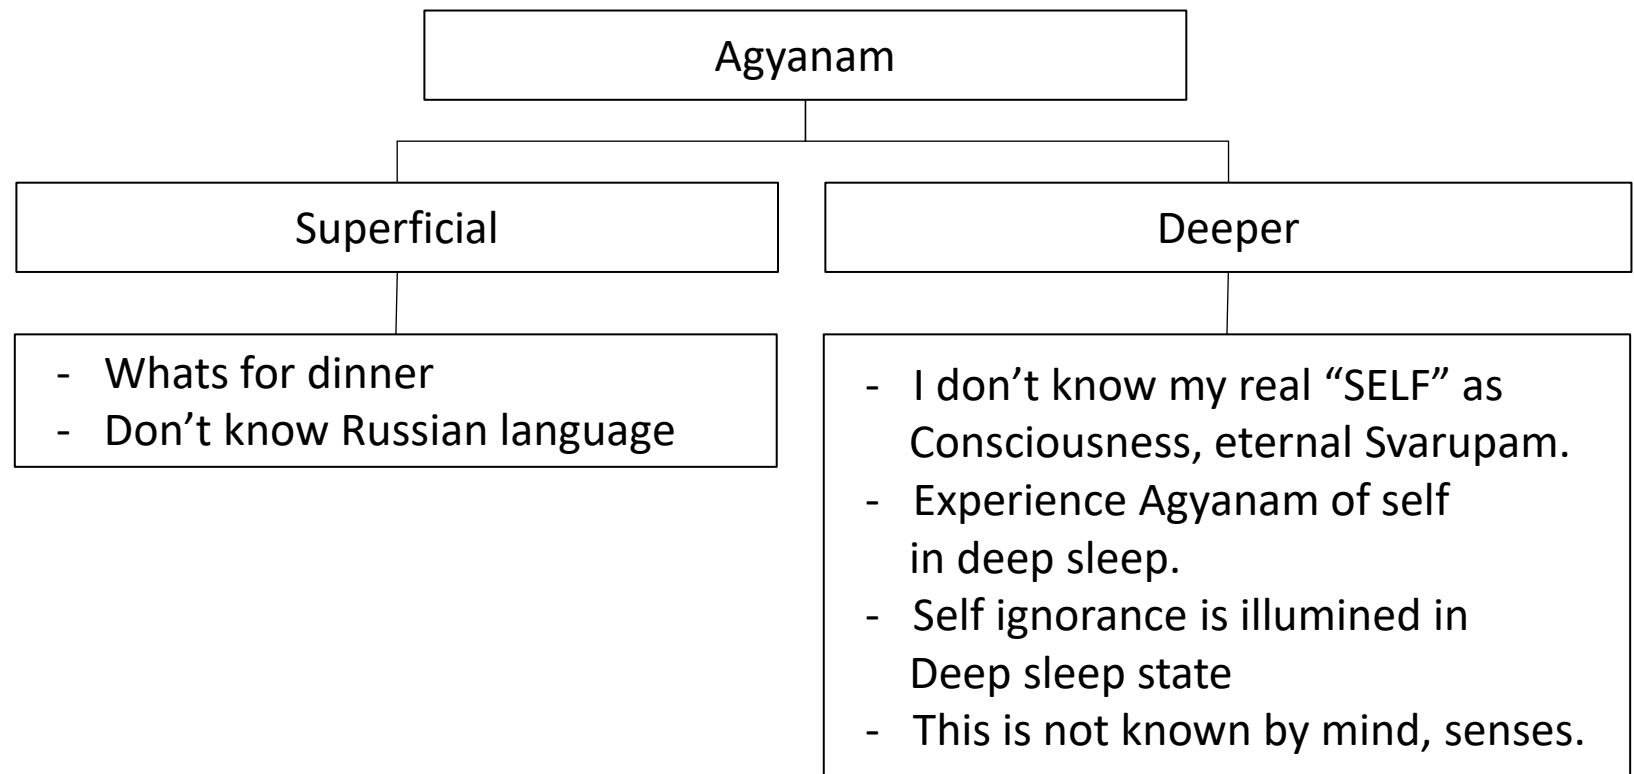 Agyanam
Superficial
Deeper
- Whats for dinner
- Don’t know Russian language
- I don’t know my real “SELF” as
Consciousness, eternal Svarupam.
- Experience Agyanam of self
in deep sleep.
- Self ignorance is illumined in
Deep sleep state
- This is not known by mind, senses.